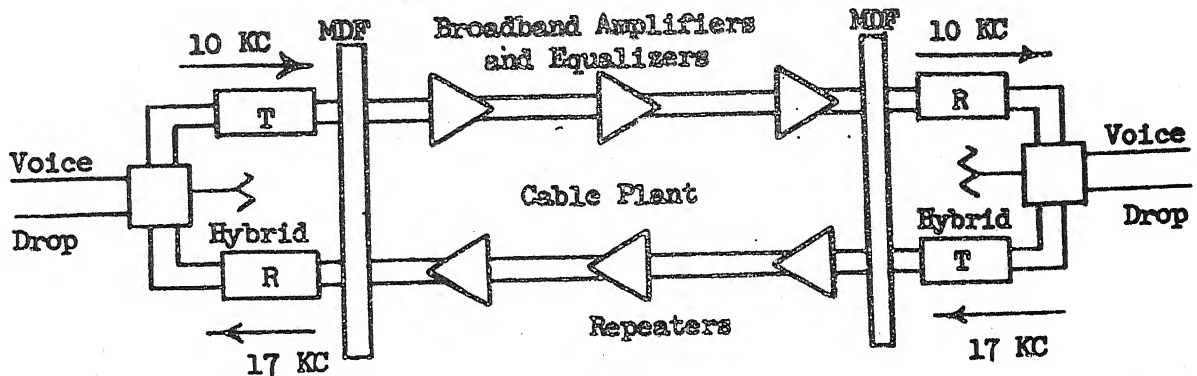 MDF
Broadband Amplifiers
and Equalizers
MDF
10 KC
10 KC
T
R
Voice
Voice
Cable Plant
Drop
Hybrid
Hybrid
Drop
R
T
Repeaters
17 KC
17 KC